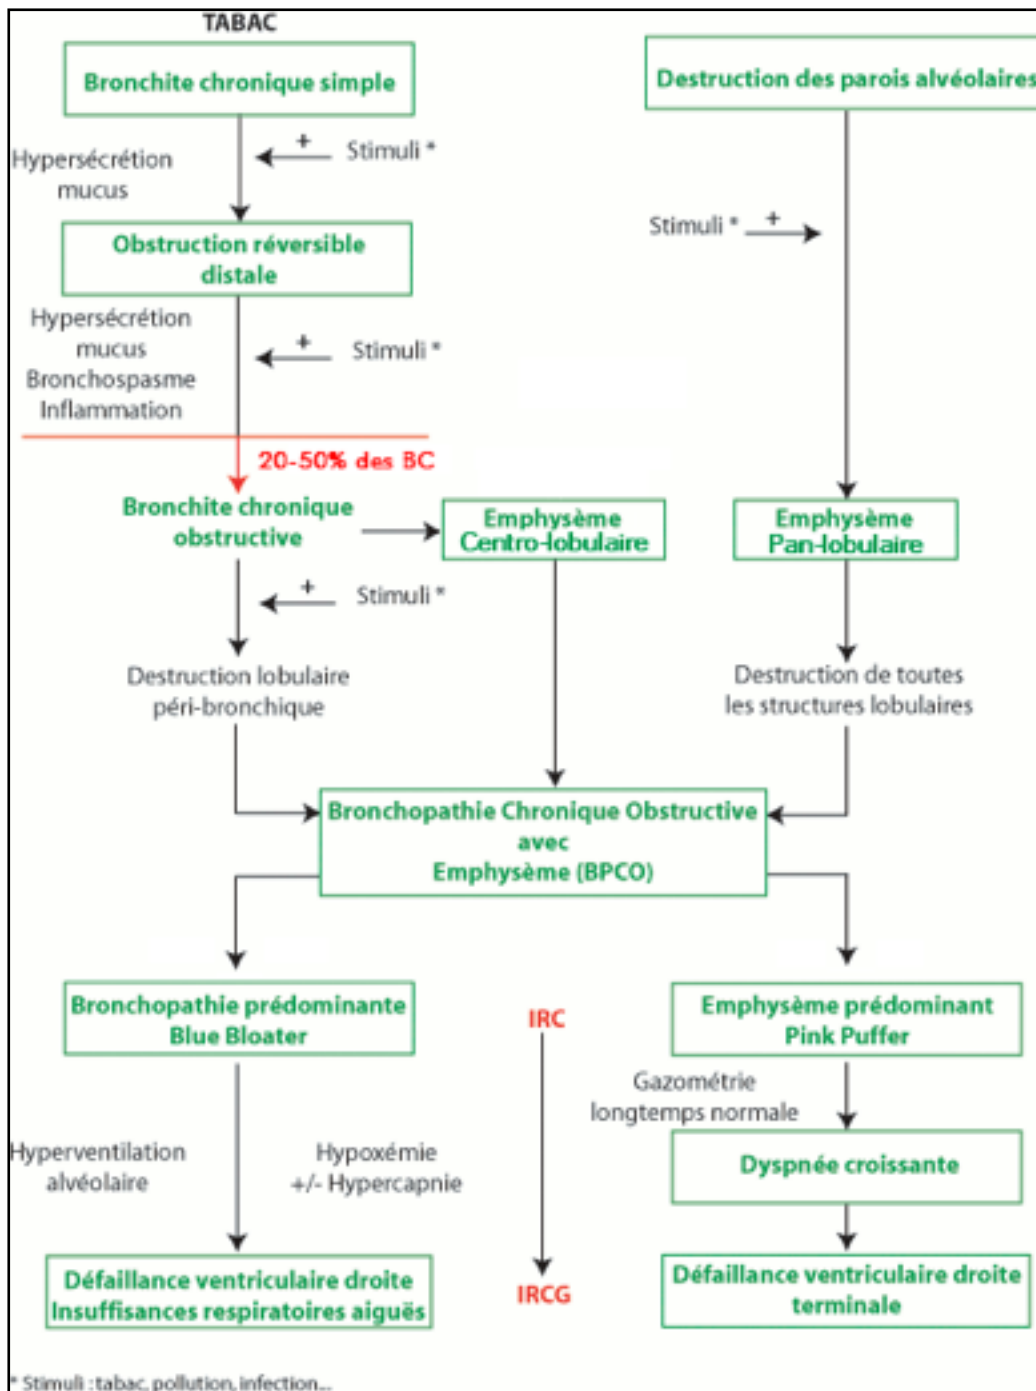 TABAC
Bronchite chronique simple
Destruction des parois alvéolaires
+
Stimuli *
Hypersécrétion
mucus
Stimuli *
+
Obstruction réversible
distale
Hypersécrétion
mucus
Bronchospasme
Inflammation
+
Stimuli *
20-50% des BC
Bronchite chronique
obstructive
Emphysème
Centro-lobulaire
Emphysème
Pan-lobulaire
+
Stimuli *
Destruction lobulaire
péri-bronchique
Destruction de toutes
les structures lobulaires
Bronchopathie Chronique Obstructive
avec
Emphysème (BPCO)
Bronchopathie prédominante
Blue Bloater
IRC
Emphysème prédominant
Pink Puffer
Gazométrie
longtemps normale
Hyperventilation
alvéolaire
Hypoxémie
+/- Hypercapnie
Dyspnée croissante
Défaillance ventriculaire droite
Insuffisances respiratoires aiguës
IRCG
Défaillance ventriculaire droite
terminale
* Stimuli : tabac, pollution, infection...